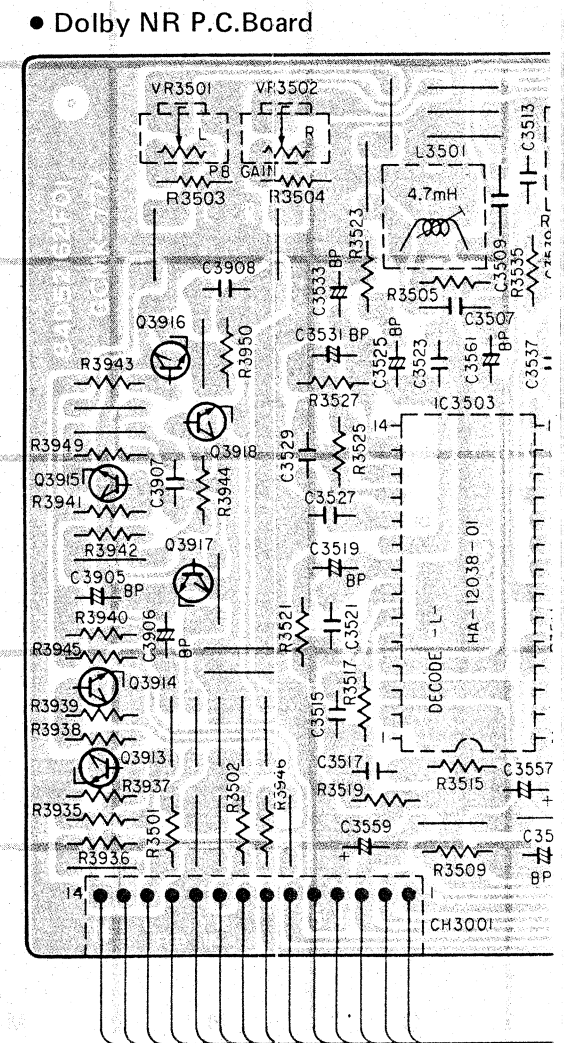 ● Dolby NR P.C.Board
VR3501
VR3502
L
R
PB GAIN
R3503
R3504
L3501
4.7mH
C3513
C3509
R3535
R
R3523
C3533
BP
R3505
C3507
C3908
Q3916
R3950
C3531 BP
C3525
BP
C3523
C3561
BP
C3537
R3943
R3527
IC3503
14
1
Q3918
R3949
Q3915
R3941
C3907
R3944
C3529
R3525
C3527
R3942
Q3917
C3519
BP
HA-12038-01
DECODE -L-
C3905
BP
R3940
R3945
C3906
BP
R3521
C3521
Q3914
R3939
R3938
C3515
R3517
1
Q3913
R3937
R3935
R3936
R3501
R3502
R3946
C3517
R3519
R3515
C3557
+
C3559
+
R3509
BP
14
1
CH3001